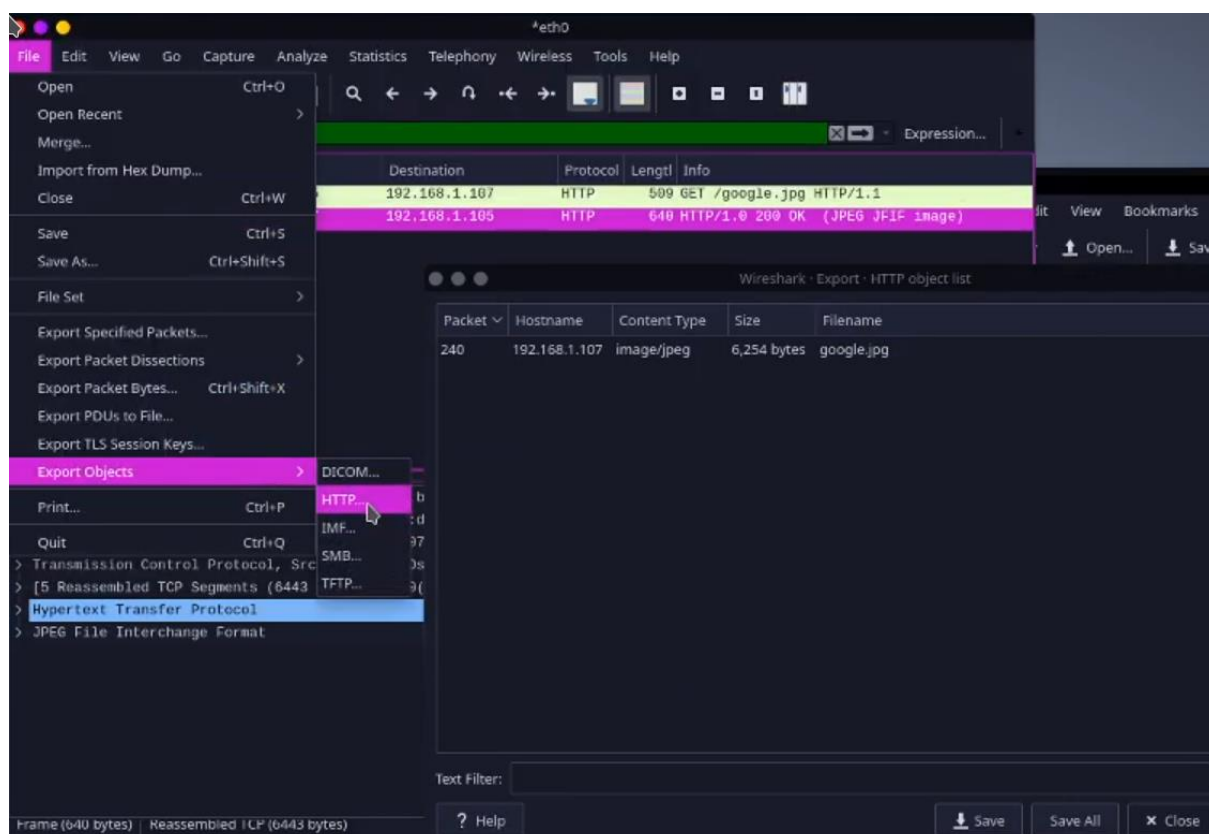 *eth0
File Edit View Go Capture Analyze Statistics Telephony Wireless Tools Help
Open Ctrl+O
Open Recent >
Merge...
Import from Hex Dump...
Close Ctrl+W
Save Ctrl+S
Save As... Ctrl+Shift+S
File Set >
Export Specified Packets...
Export Packet Dissections >
Export Packet Bytes... Ctrl+Shift+X
Export PDUs to File...
Export TLS Session Keys...
Export Objects >
Print... Ctrl+P
Quit Ctrl+Q
DICOM...
HTTP...
IMF...
SMB...
TFTP...
Expression...
Destination Protocol Lengtl Info
192.168.1.107 HTTP 509 GET /google.jpg HTTP/1.1
192.168.1.105 HTTP 640 HTTP/1.0 200 OK (JPEG JFIF image)
dit View Bookmarks
Open... Sav
> Transmission Control Protocol, Src
> [5 Reassembled TCP Segments (6443
> Hypertext Transfer Protocol
> JPEG File Interchange Format
Frame (640 bytes) Reassembled TCP (6443 bytes)
Wireshark · Export · HTTP object list
Packet Hostname Content Type Size Filename
240 192.168.1.107 image/jpeg 6,254 bytes google.jpg
Text Filter:
? Help Save Save All × Close